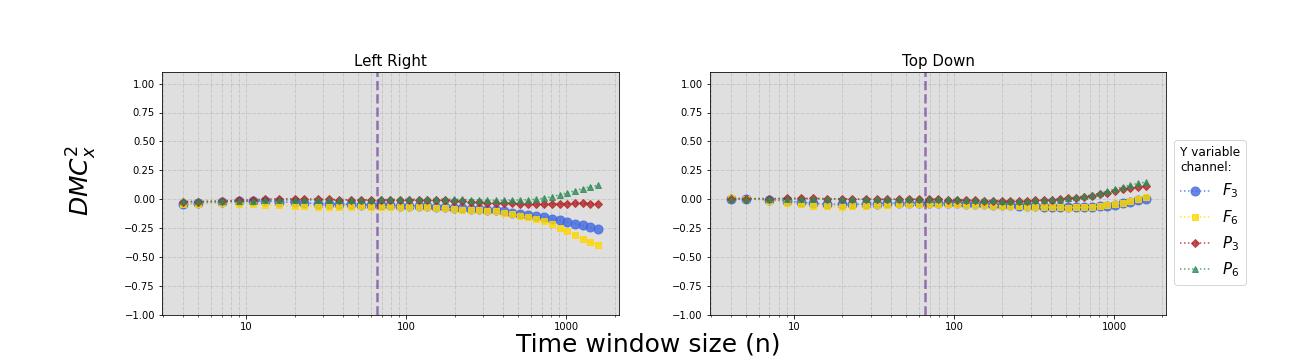 Left Right
Top Down
DMC²ₓ
1.00
0.75
0.50
0.25
0.00
−0.25
−0.50
−0.75
−1.00
10
100
1000
1.00
0.75
0.50
0.25
0.00
−0.25
−0.50
−0.75
−1.00
10
100
1000
Y variable
channel:
F₃
F₆
P₃
P₆
Time window size (n)